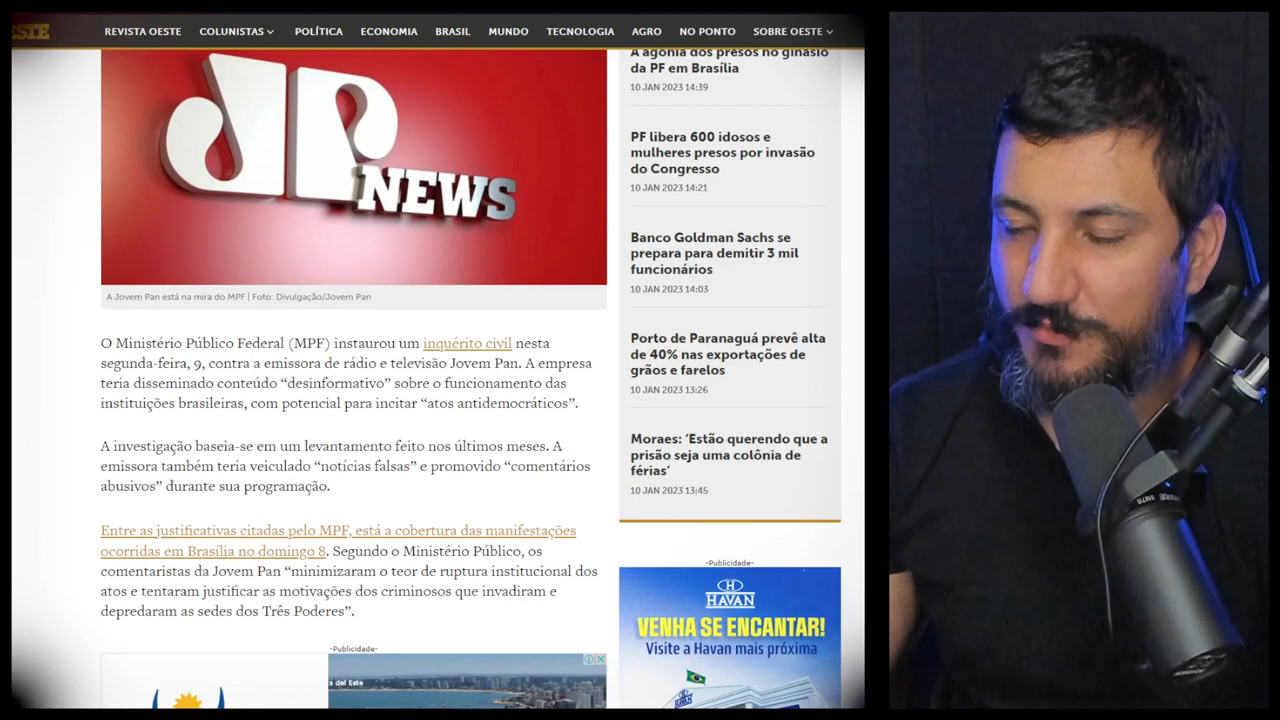 ESTE
REVISTA OESTE
COLUNISTAS
POLÍTICA
ECONOMIA
BRASIL
MUNDO
TECNOLOGIA
AGRO
NO PONTO
SOBRE OESTE
JP
NEWS
A Jovem Pan está na mira do MPF | Foto: Divulgação/Jovem Pan
O Ministério Público Federal (MPF) instaurou um inquérito civil nesta
segunda-feira, 9, contra a emissora de rádio e televisão Jovem Pan. A empresa
teria disseminado conteúdo “desinformativo” sobre o funcionamento das
instituições brasileiras, com potencial para incitar “atos antidemocráticos”.
A investigação baseia-se em um levantamento feito nos últimos meses. A
emissora também teria veiculado “notícias falsas” e promovido “comentários
abusivos” durante sua programação.
Entre as justificativas citadas pelo MPF, está a cobertura das manifestações
ocorridas em Brasília no domingo 8. Segundo o Ministério Público, os
comentaristas da Jovem Pan “minimizaram o teor de ruptura institucional dos
atos e tentaram justificar as motivações dos criminosos que invadiram e
depredaram as sedes dos Três Poderes”.
-Publicidade-
a del Este
A agonia dos presos no ginásio
da PF em Brasília
10 JAN 2023 14:39
PF libera 600 idosos e
mulheres presos por invasão
do Congresso
10 JAN 2023 14:21
Banco Goldman Sachs se
prepara para demitir 3 mil
funcionários
10 JAN 2023 14:03
Porto de Paranaguá prevê alta
de 40% nas exportações de
grãos e farelos
10 JAN 2023 13:26
Moraes: ‘Estão querendo que a
prisão seja uma colônia de
férias’
10 JAN 2023 13:45
-Publicidade-
H
HAVAN
VENHA SE ENCANTAR!
Visite a Havan mais próxima